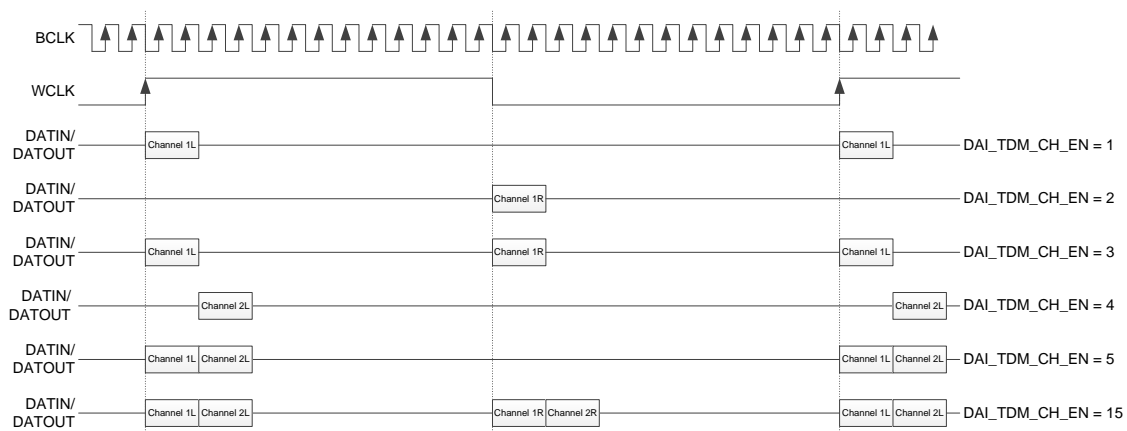 BCLK
WCLK
DATIN/
DATOUT
Channel 1L
Channel 1L
DAI_TDM_CH_EN = 1
DATIN/
DATOUT
Channel 1R
DAI_TDM_CH_EN = 2
DATIN/
DATOUT
Channel 1L
Channel 1R
Channel 1L
DAI_TDM_CH_EN = 3
DATIN/
DATOUT
Channel 2L
Channel 2L
DAI_TDM_CH_EN = 4
DATIN/
DATOUT
Channel 1L
Channel 2L
Channel 1L
Channel 2L
DAI_TDM_CH_EN = 5
DATIN/
DATOUT
Channel 1L
Channel 2L
Channel 1R
Channel 2R
Channel 1L
Channel 2L
DAI_TDM_CH_EN = 15